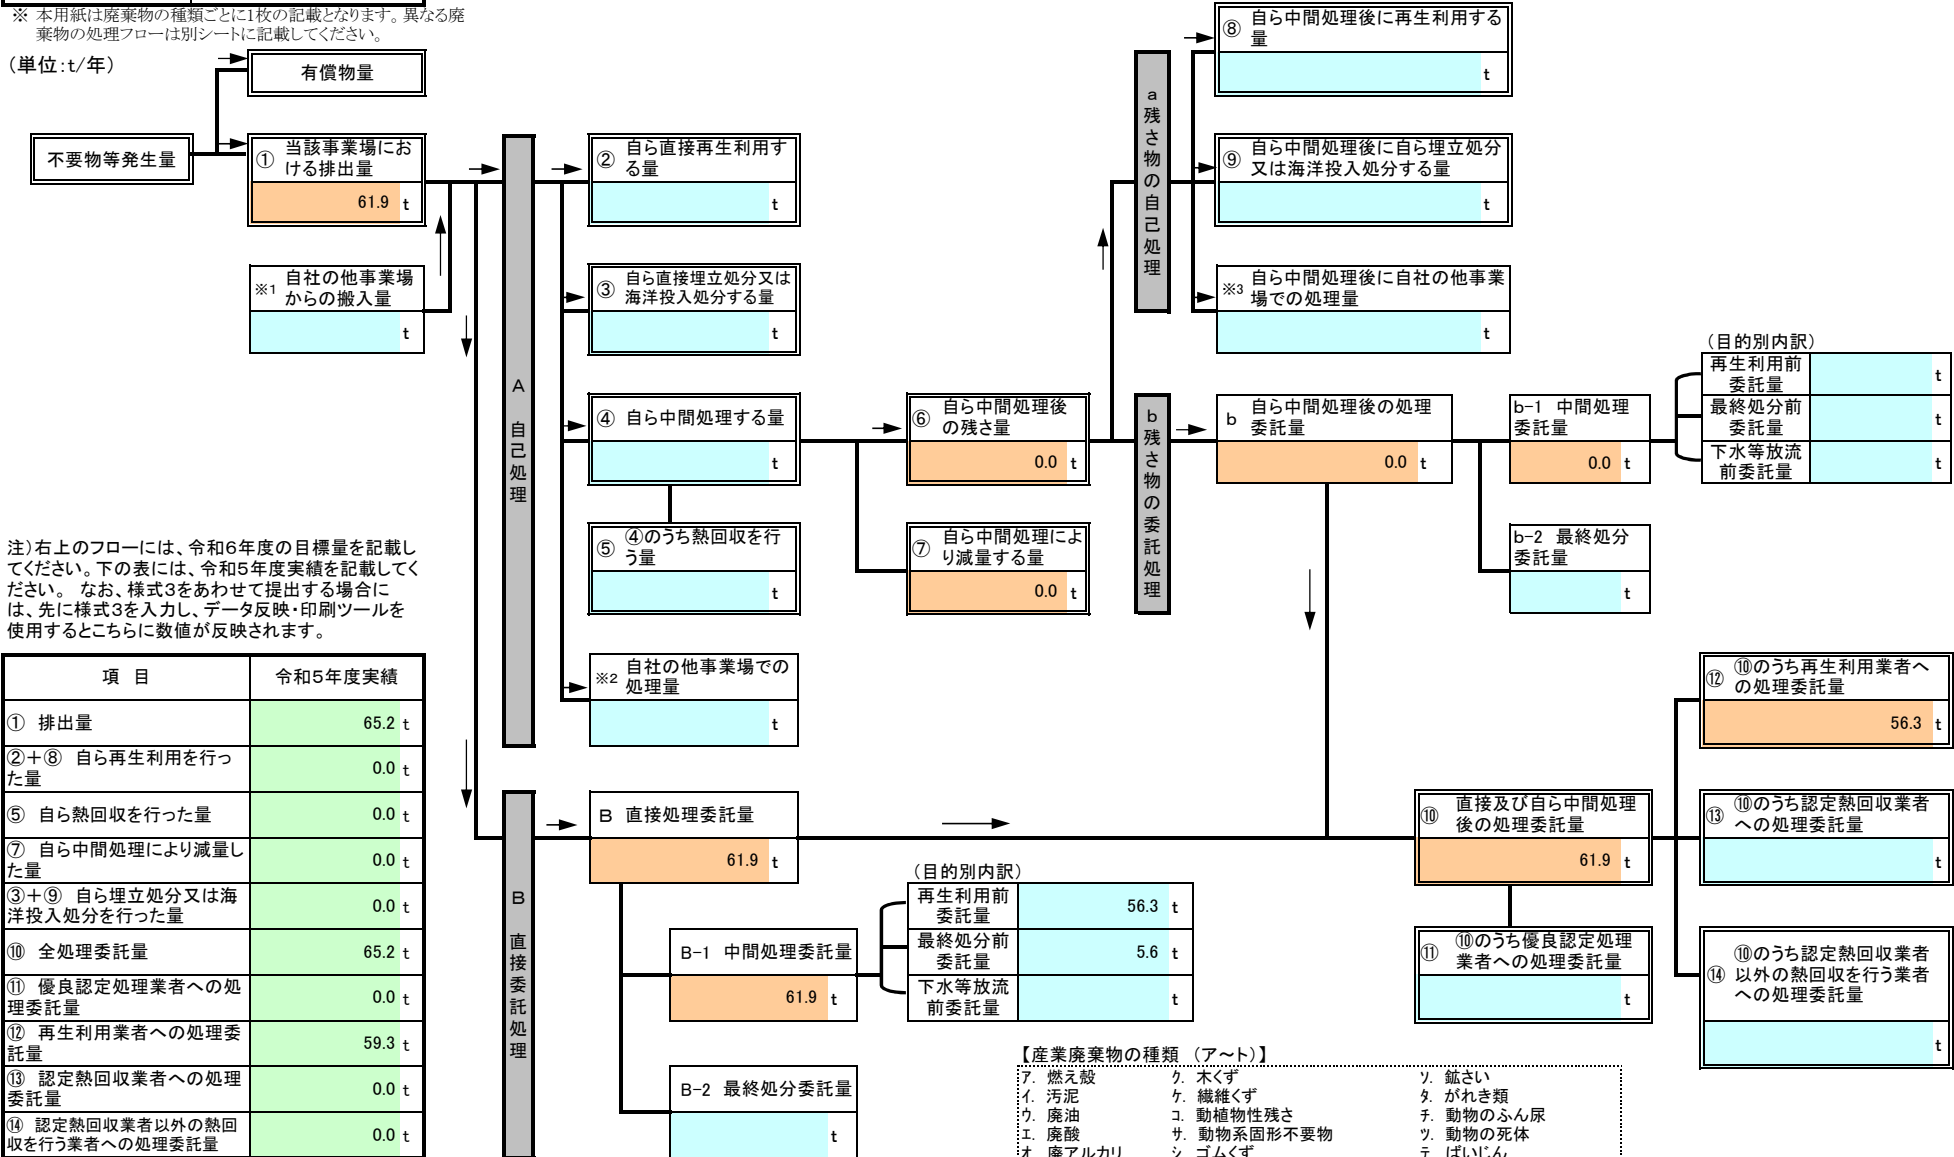 ※ 本用紙は廃棄物の種類ごとに1枚の記載となります。異なる廃
棄物の処理フローは別シートに記載してください。
(単位:t/年)
有償物量
不要物等発生量
① 当該事業場にお
ける排出量
61.9 t
※1 自社の他事業場
からの搬入量
t
A 自己処理
② 自ら直接再生利用す
る量
t
③ 自ら直接埋立処分又は
海洋投入処分する量
t
④ 自ら中間処理する量
t
⑤ ④のうち熱回収を行
う量
t
※2 自社の他事業場での
処理量
t
⑥ 自ら中間処理後
の残さ量
0.0 t
⑦ 自ら中間処理によ
り減量する量
0.0 t
a 残さ物の自己処理
⑧ 自ら中間処理後に再生利用する
量
t
⑨ 自ら中間処理後に自ら埋立処分
又は海洋投入処分する量
t
※3 自ら中間処理後に自社の他事業
場での処理量
t
b 残さ物の委託処理
b 自ら中間処理後の処理
委託量
0.0 t
b-1 中間処理
委託量
0.0 t
(目的別内訳)
再生利用前
委託量
t
最終処分前
委託量
t
下水等放流
前委託量
t
b-2 最終処分
委託量
t
注)右上のフローには、令和6年度の目標量を記載し
てください。下の表には、令和5年度実績を記載してく
ださい。 なお、様式3をあわせて提出する場合に
は、先に様式3を入力し、データ反映・印刷ツールを
使用するとこちらに数値が反映されます。
項 目 令和5年度実績
① 排出量 65.2 t
②+⑧ 自ら再生利用を行っ
た量 0.0 t
⑤ 自ら熱回収を行った量 0.0 t
⑦ 自ら中間処理により減量し
た量 0.0 t
③+⑨ 自ら埋立処分又は海
洋投入処分を行った量 0.0 t
⑩ 全処理委託量 65.2 t
⑪ 優良認定処理業者への処
理委託量 0.0 t
⑫ 再生利用業者への処理委
託量 59.3 t
⑬ 認定熱回収業者への処理
委託量 0.0 t
⑭ 認定熱回収業者以外の熱回
収を行う業者への処理委託量 0.0 t
B 直接委託処理
B 直接処理委託量
61.9 t
B-1 中間処理委託量
61.9 t
B-2 最終処分委託量
t
(目的別内訳)
再生利用前
委託量
56.3 t
最終処分前
委託量
5.6 t
下水等放流
前委託量
t
⑩ 直接及び自ら中間処理
後の処理委託量
61.9 t
⑪ ⑩のうち優良認定処理
業者への処理委託量
t
⑫ ⑩のうち再生利用業者へ
の処理委託量
56.3 t
⑬ ⑩のうち認定熱回収業者
への処理委託量
t
⑭ ⑩のうち認定熱回収業者
以外の熱回収を行う業者
への処理委託量
t
【産業廃棄物の種類 (ア~ト)】
ア. 燃え殻 ク. 木くず ソ. 鉱さい
イ. 汚泥 ケ. 繊維くず タ. がれき類
ウ. 廃油 コ. 動植物性残さ チ. 動物のふん尿
エ. 廃酸 サ. 動物系固形不要物 ツ. 動物の死体
オ. 廃アルカリ シ. ゴムくず テ. ばいじん